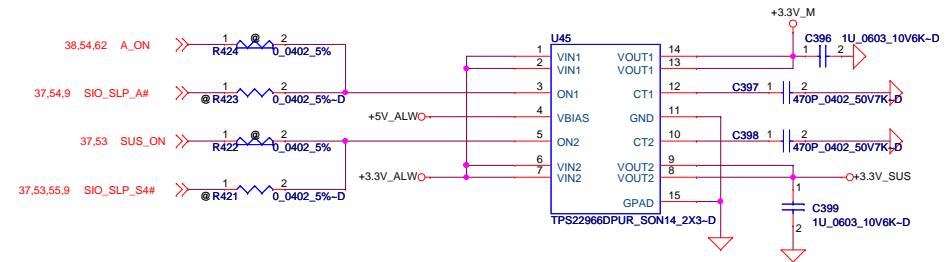 +3.3V_M
38,54,62 A_ON
1 @ 2
R424 0_0402_5%
U45
C396 1U_0603_10V6K~D
1 2
1 VIN1 VOUT1 14
2 VIN1 VOUT1 13
37,54,9 SIO_SLP_A#
1 2
@ R423 0_0402_5%~D
3 ON1 CT1 12
C397 1 2
470P_0402_50V7K~D
+5V_ALW
4 VBIAS GND 11
37,53 SUS_ON
1 @ 2
R422 0_0402_5%
5 ON2 CT2 10
C398 1 2
470P_0402_50V7K~D
6 VIN2 VOUT2 9
+3.3V_ALW
7 VIN2 VOUT2 8
+3.3V_SUS
37,53,55,9 SIO_SLP_S4#
1 2
@ R421 0_0402_5%~D
GPAD 15
1
C399
1U_0603_10V6K~D
2
TPS22966DPUR_SON14_2X3~D